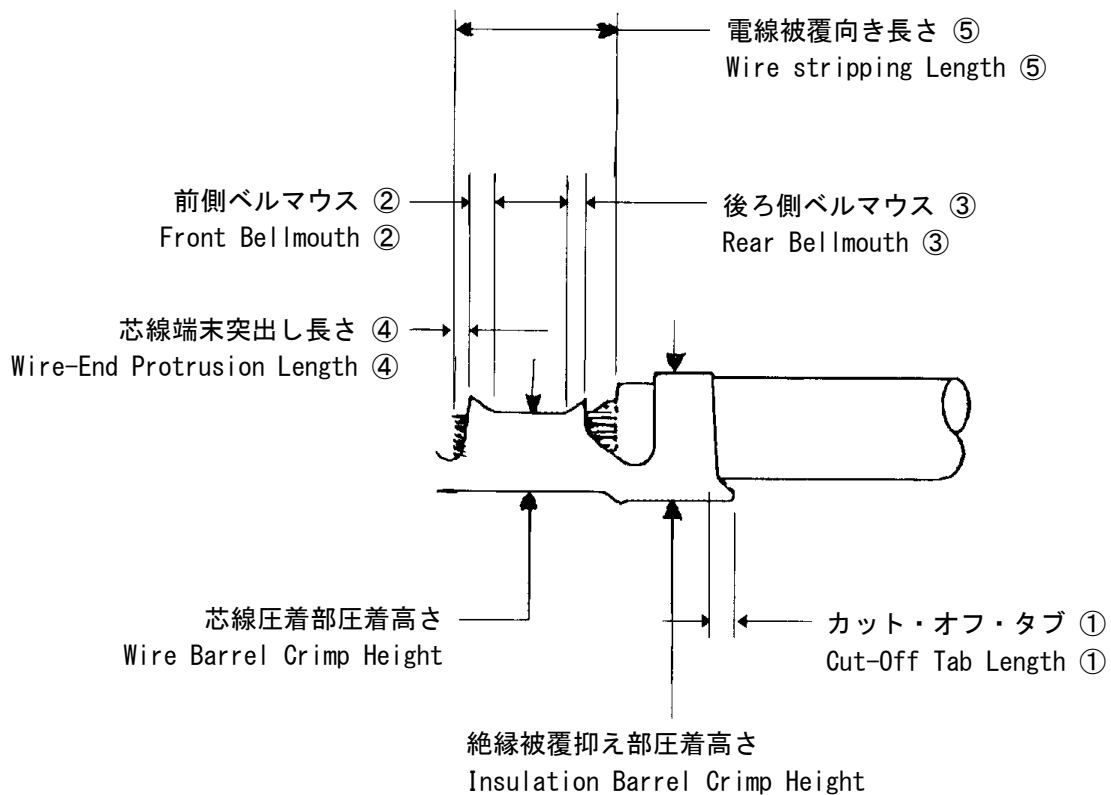 電線被覆向き長さ ⑤
Wire stripping Length ⑤
前側ベルマウス ②
Front Bellmouth ②
後ろ側ベルマウス ③
Rear Bellmouth ③
芯線端末突出し長さ ④
Wire-End Protrusion Length ④
芯線圧着部圧着高さ
Wire Barrel Crimp Height
カット・オフ・タブ ①
Cut-Off Tab Length ①
絶縁被覆抑え部圧着高さ
Insulation Barrel Crimp Height